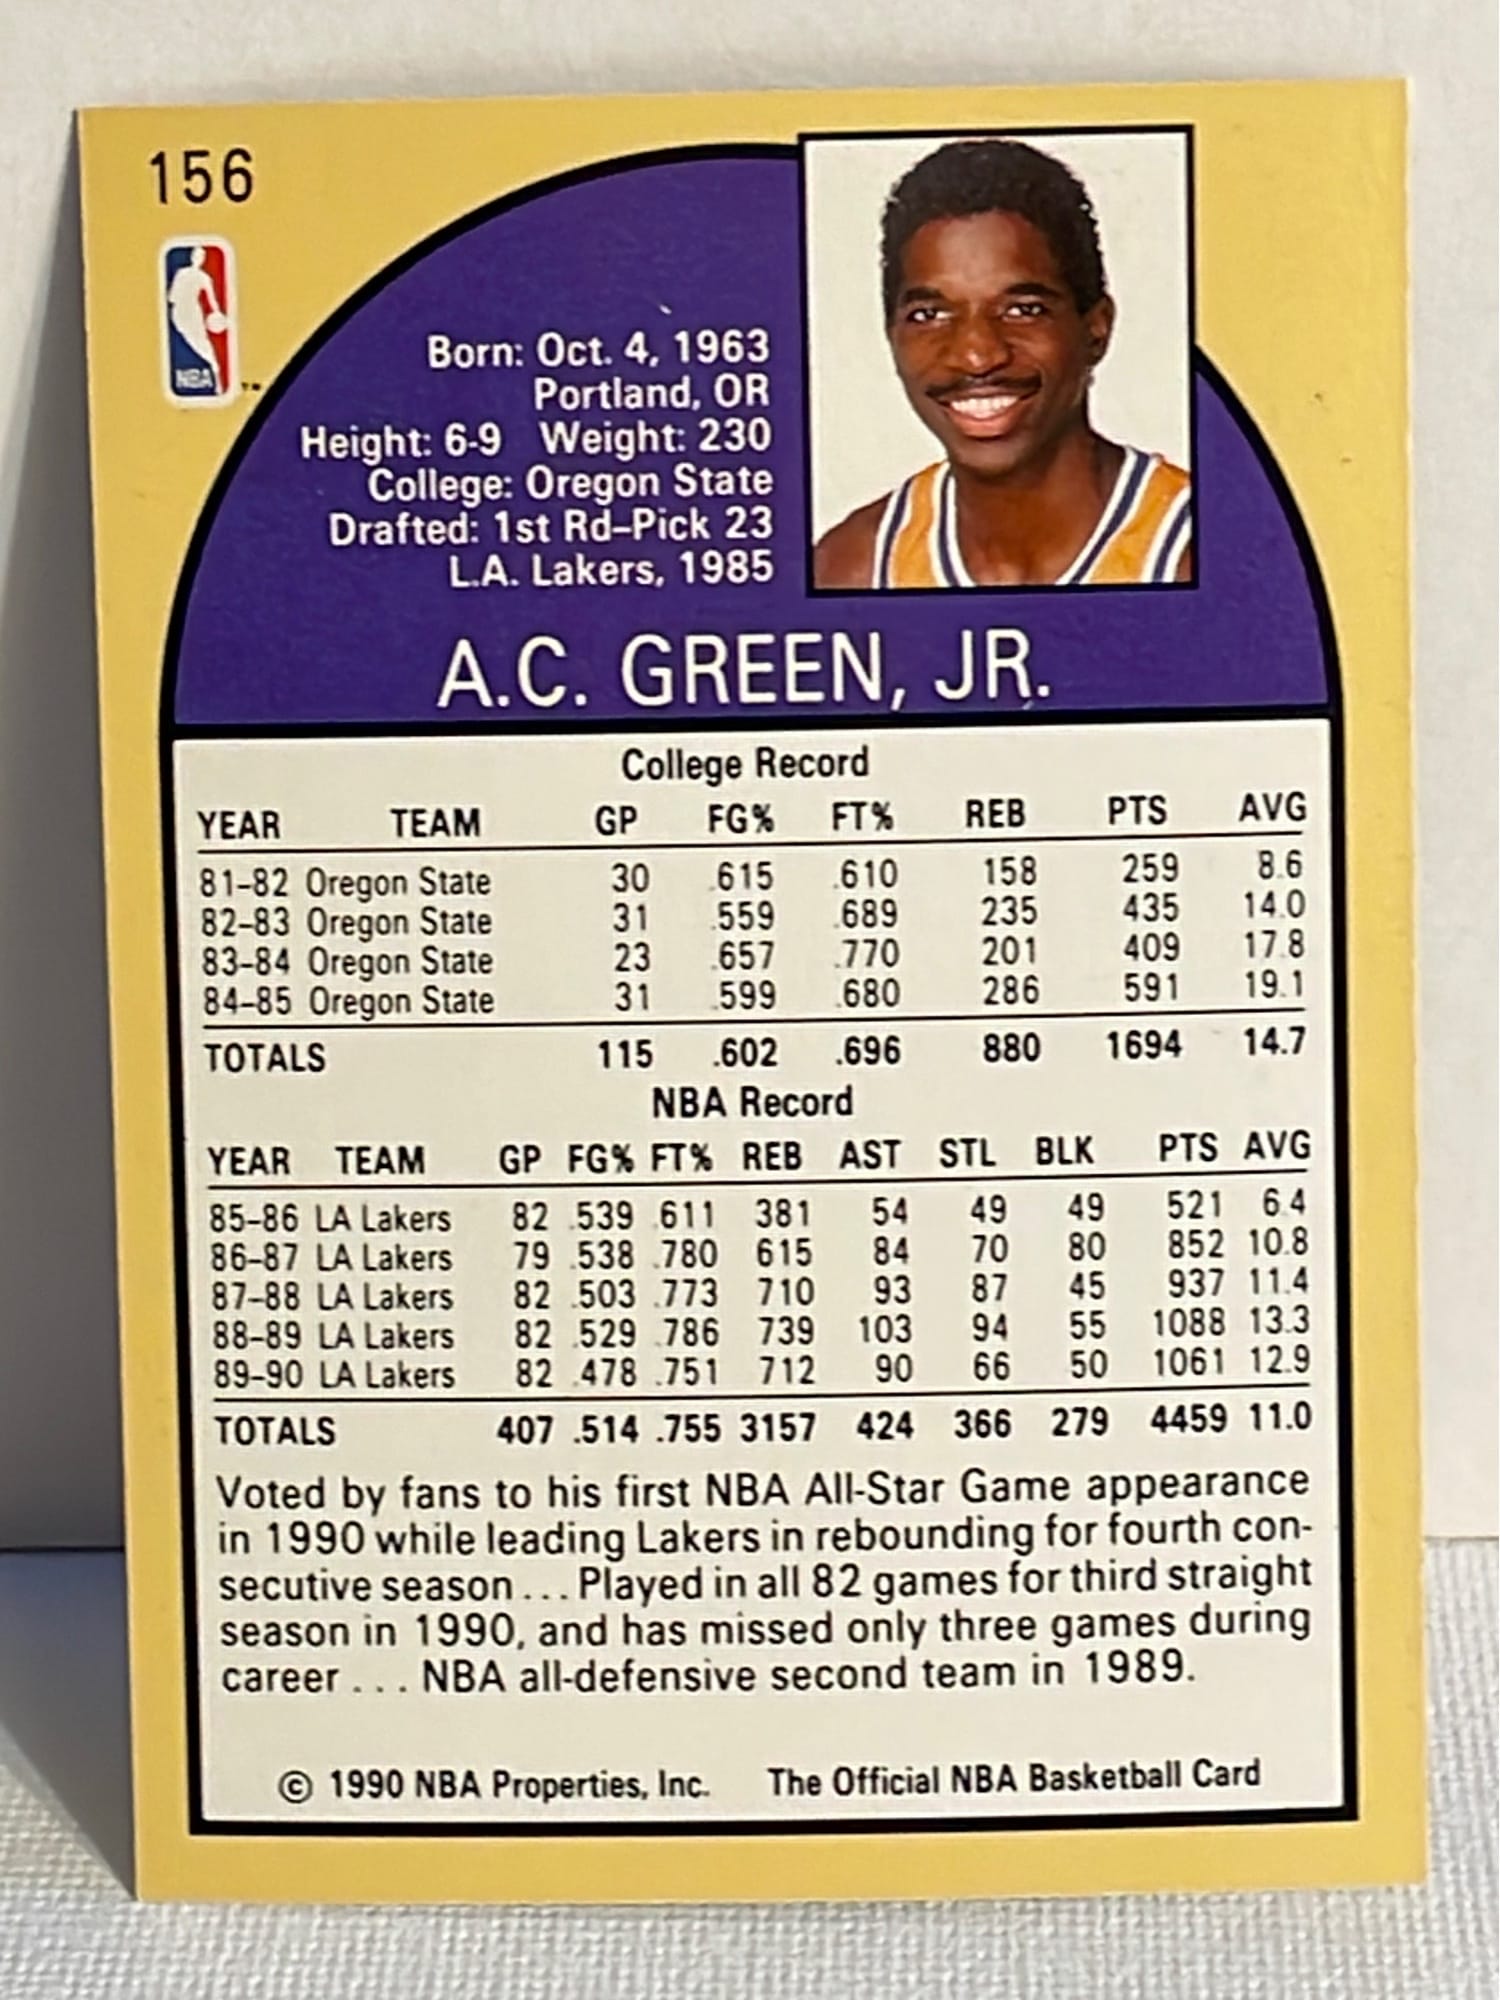 156
NBA
™
Born: Oct. 4, 1963
Portland, OR
Height: 6-9 Weight: 230
College: Oregon State
Drafted: 1st Rd–Pick 23
L.A. Lakers, 1985
A.C. GREEN, JR.
College Record
YEAR TEAM GP FG% FT% REB PTS AVG
81–82 Oregon State 30 .615 .610 158 259 8.6
82–83 Oregon State 31 .559 .689 235 435 14.0
83–84 Oregon State 23 .657 .770 201 409 17.8
84–85 Oregon State 31 .599 .680 286 591 19.1
TOTALS 115 .602 .696 880 1694 14.7
NBA Record
YEAR TEAM GP FG% FT% REB AST STL BLK PTS AVG
85–86 LA Lakers 82 .539 .611 381 54 49 49 521 6.4
86–87 LA Lakers 79 .538 .780 615 84 70 80 852 10.8
87–88 LA Lakers 82 .503 .773 710 93 87 45 937 11.4
88–89 LA Lakers 82 .529 .786 739 103 94 55 1088 13.3
89–90 LA Lakers 82 .478 .751 712 90 66 50 1061 12.9
TOTALS 407 .514 .755 3157 424 366 279 4459 11.0
Voted by fans to his first NBA All-Star Game appearance
in 1990 while leading Lakers in rebounding for fourth con-
secutive season . . . Played in all 82 games for third straight
season in 1990, and has missed only three games during
career . . . NBA all-defensive second team in 1989.
© 1990 NBA Properties, Inc. The Official NBA Basketball Card